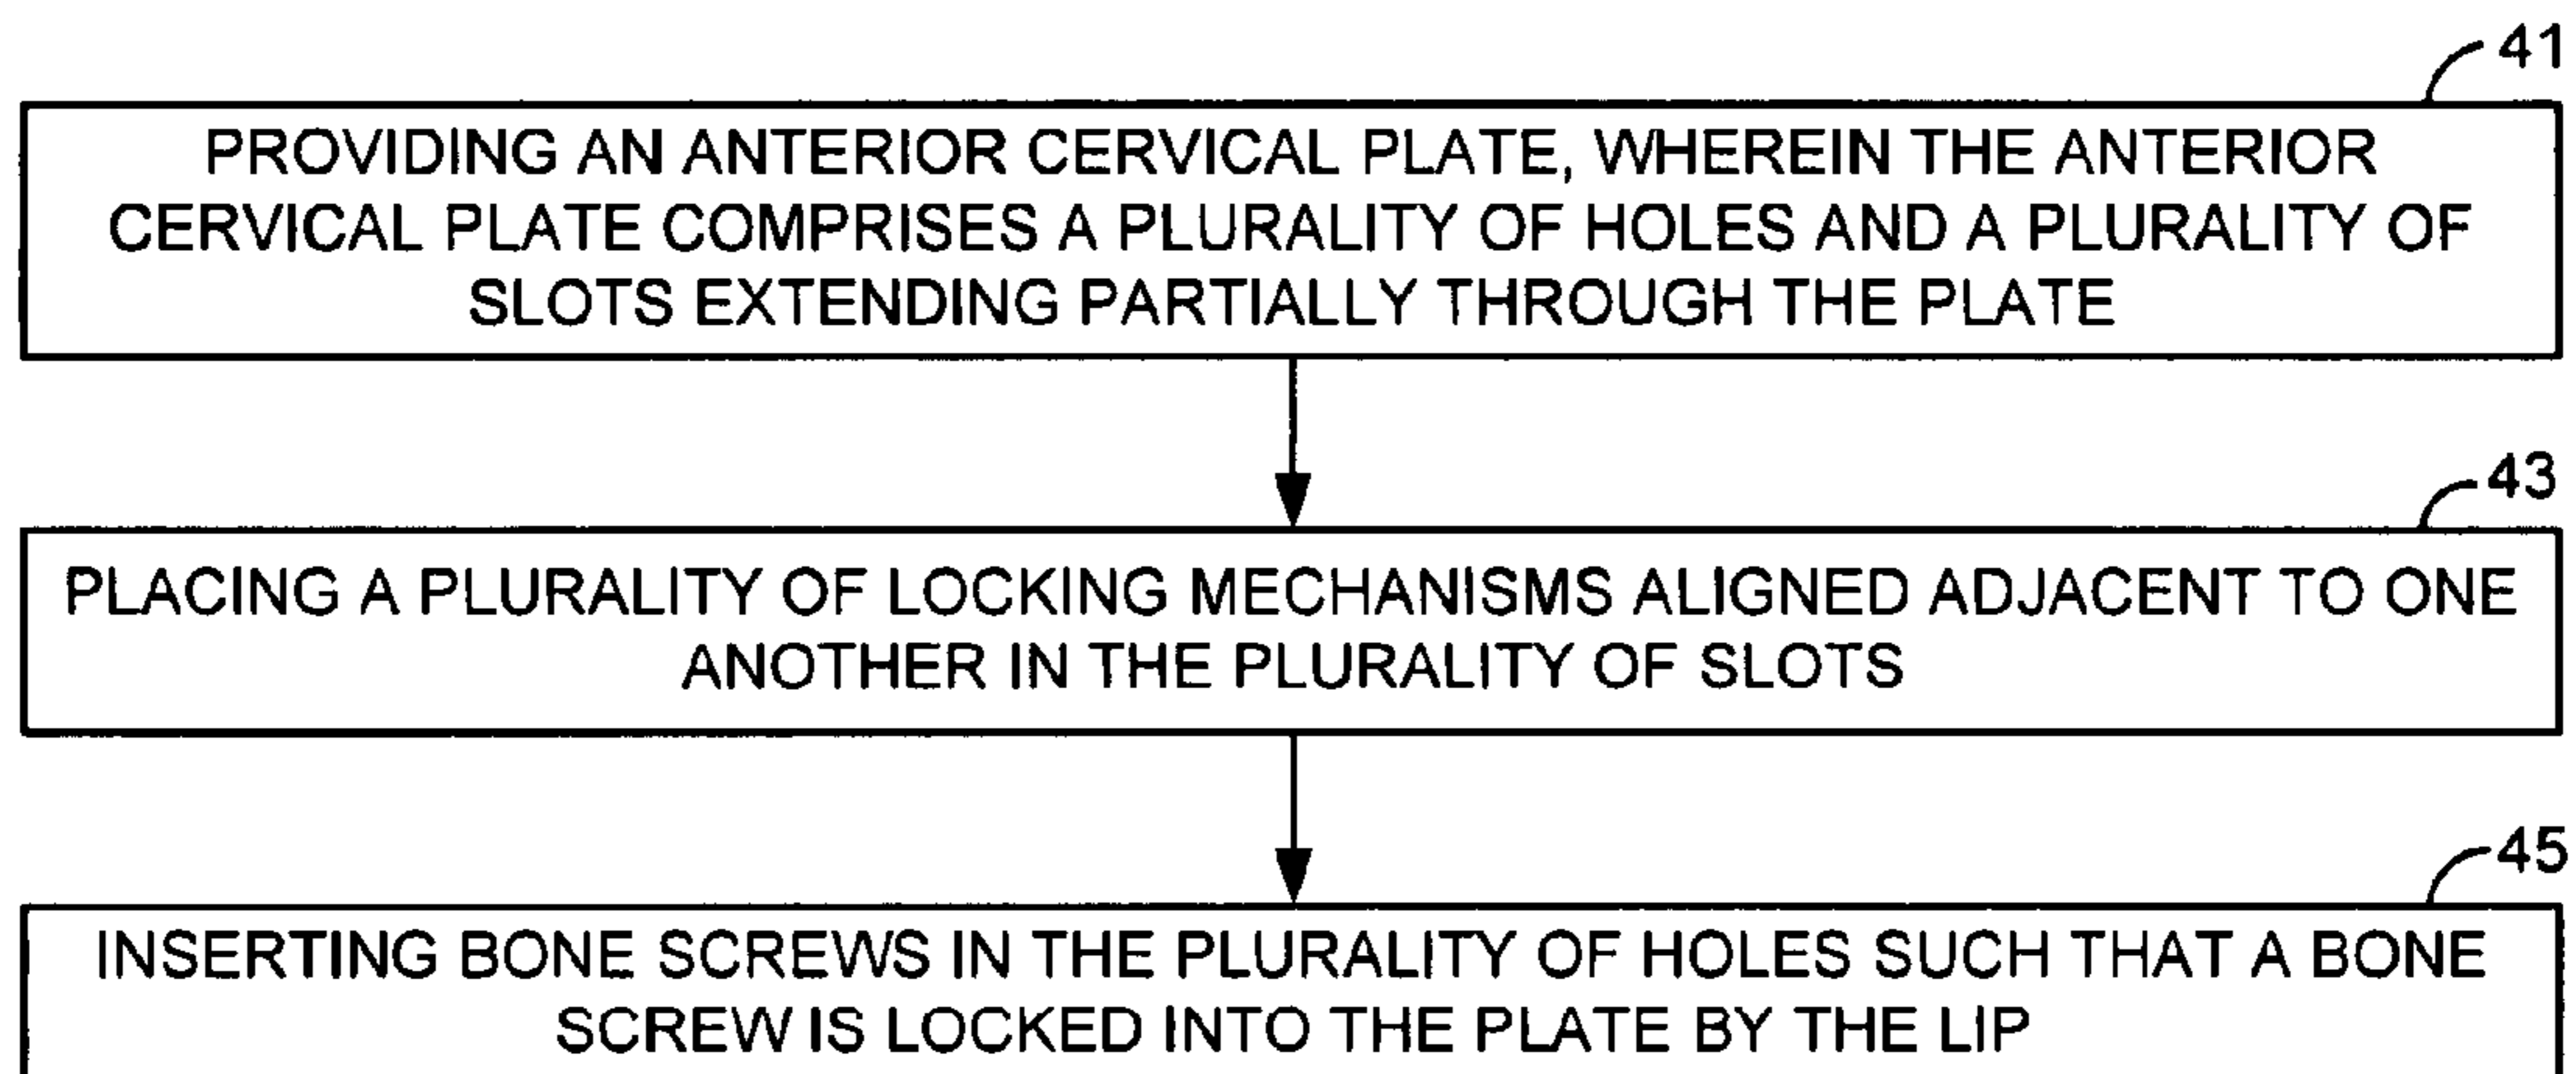 41
PROVIDING AN ANTERIOR CERVICAL PLATE, WHEREIN THE ANTERIOR
CERVICAL PLATE COMPRISES A PLURALITY OF HOLES AND A PLURALITY OF
SLOTS EXTENDING PARTIALLY THROUGH THE PLATE
43
PLACING A PLURALITY OF LOCKING MECHANISMS ALIGNED ADJACENT TO ONE
ANOTHER IN THE PLURALITY OF SLOTS
45
INSERTING BONE SCREWS IN THE PLURALITY OF HOLES SUCH THAT A BONE
SCREW IS LOCKED INTO THE PLATE BY THE LIP